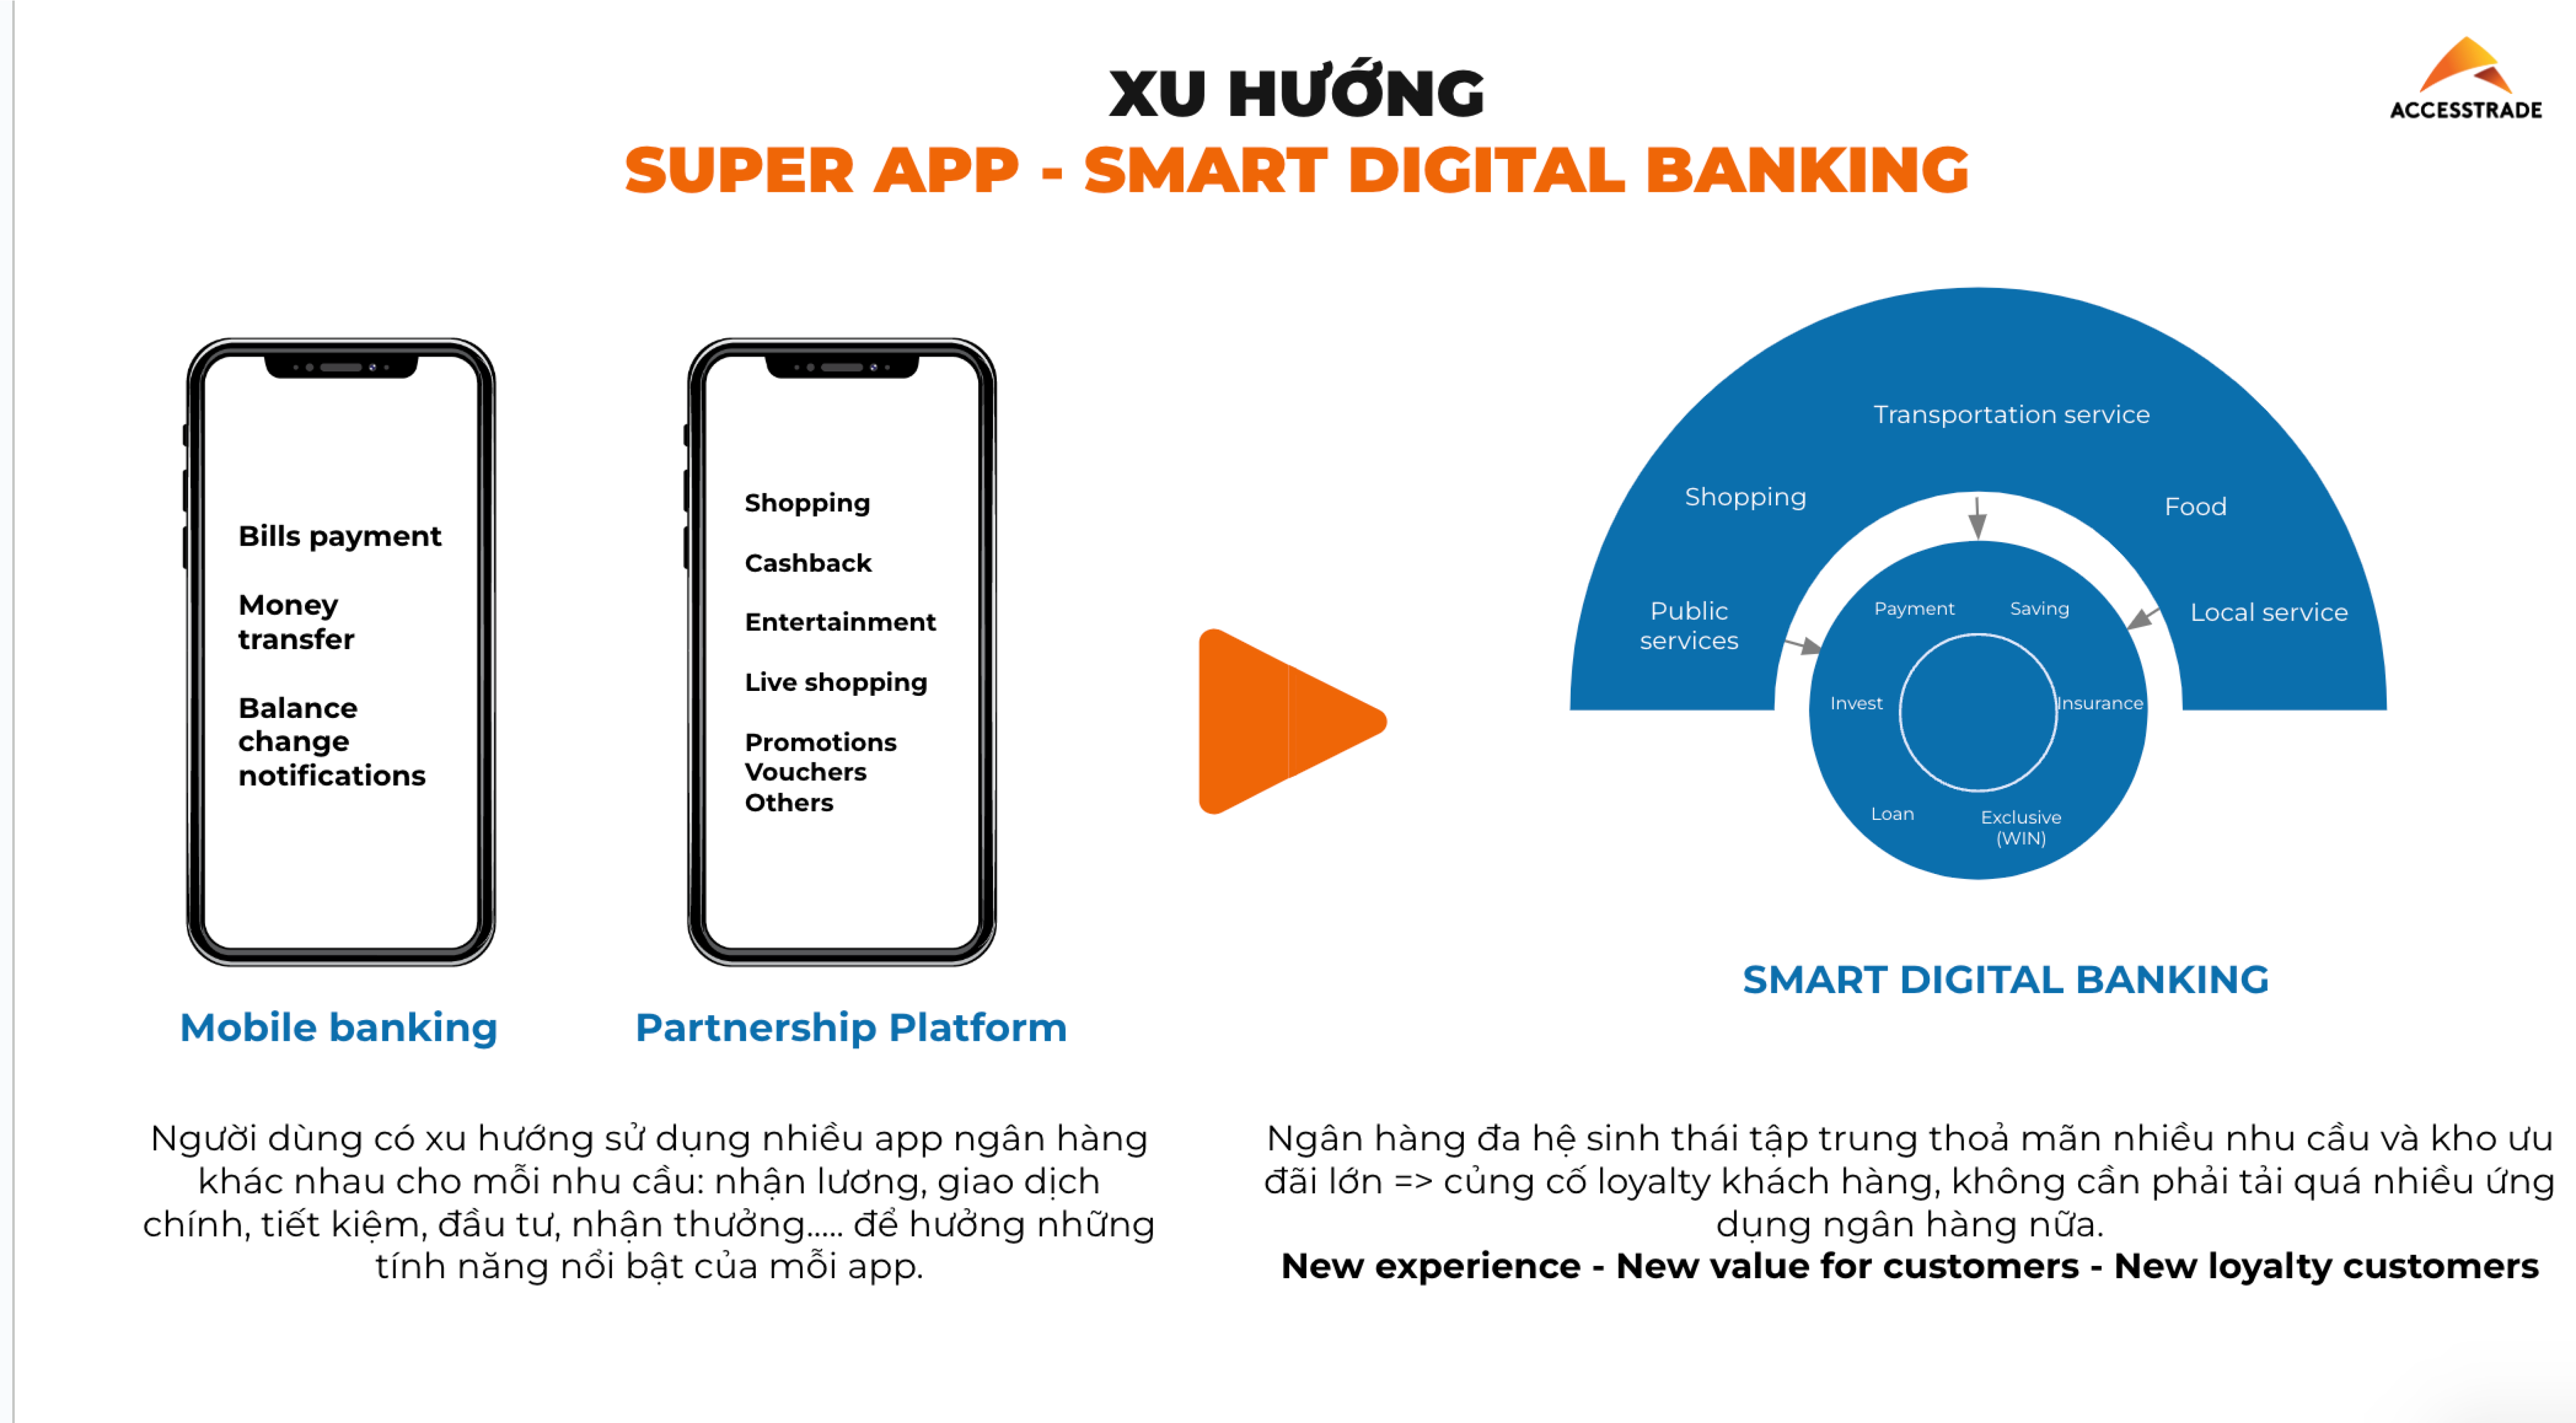 XU HƯỚNG
SUPER APP - SMART DIGITAL BANKING
ACCESSTRADE
Bills payment
Money
transfer
Balance
change
notifications
Mobile banking
Shopping
Cashback
Entertainment
Live shopping
Promotions
Vouchers
Others
Partnership Platform
Transportation service
Shopping
Food
Public
services
Local service
Payment
Saving
Invest
Insurance
Loan
Exclusive
(WIN)
SMART DIGITAL BANKING
Người dùng có xu hướng sử dụng nhiều app ngân hàng
khác nhau cho mỗi nhu cầu: nhận lương, giao dịch
chính, tiết kiệm, đầu tư, nhận thưởng..... để hưởng những
tính năng nổi bật của mỗi app.
Ngân hàng đa hệ sinh thái tập trung thoả mãn nhiều nhu cầu và kho ưu
đãi lớn => củng cố loyalty khách hàng, không cần phải tải quá nhiều ứng
dụng ngân hàng nữa.
New experience - New value for customers - New loyalty customers